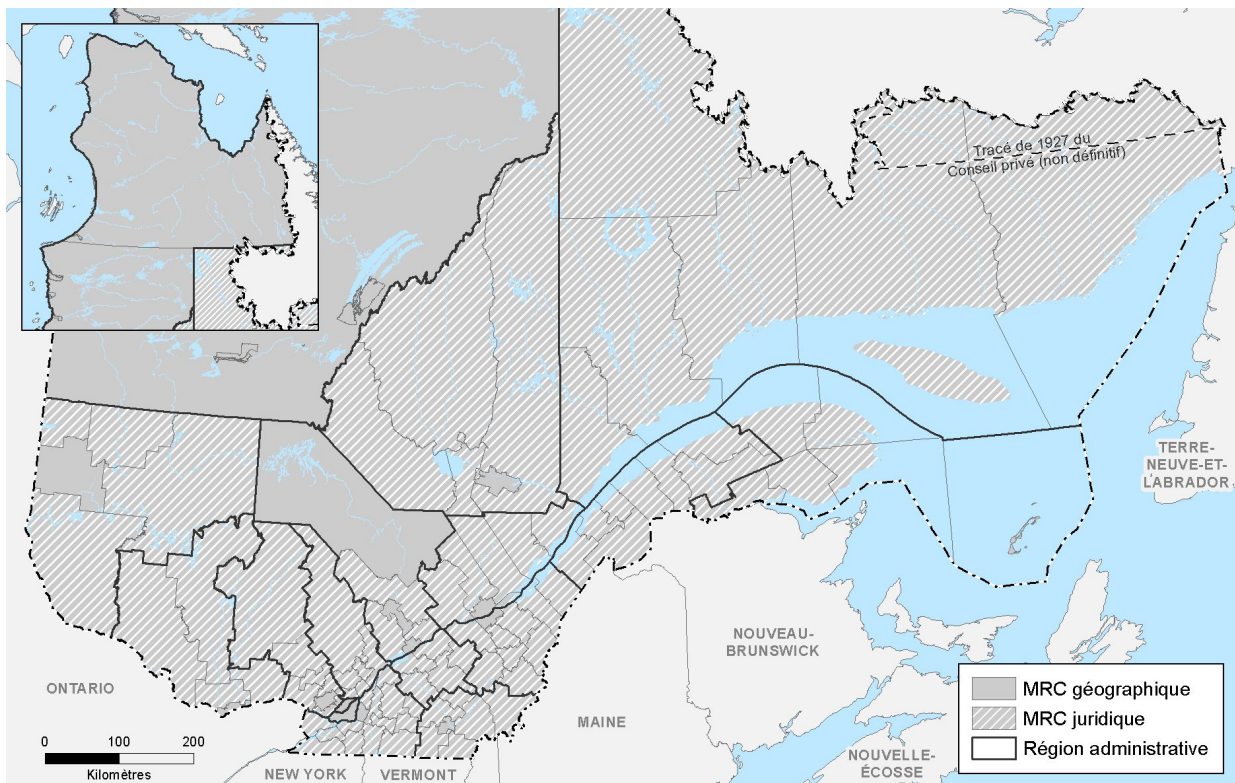 Tracé de 1927 du
Conseil privé (non définitif)
TERRE-
NEUVE-ET-
LABRADOR
NOUVEAU-
BRUNSWICK
ONTARIO
MAINE
NEW YORK
VERMONT
NOUVELLE-
ÉCOSSE
0 100 200
Kilomètres
MRC géographique
MRC juridique
Région administrative